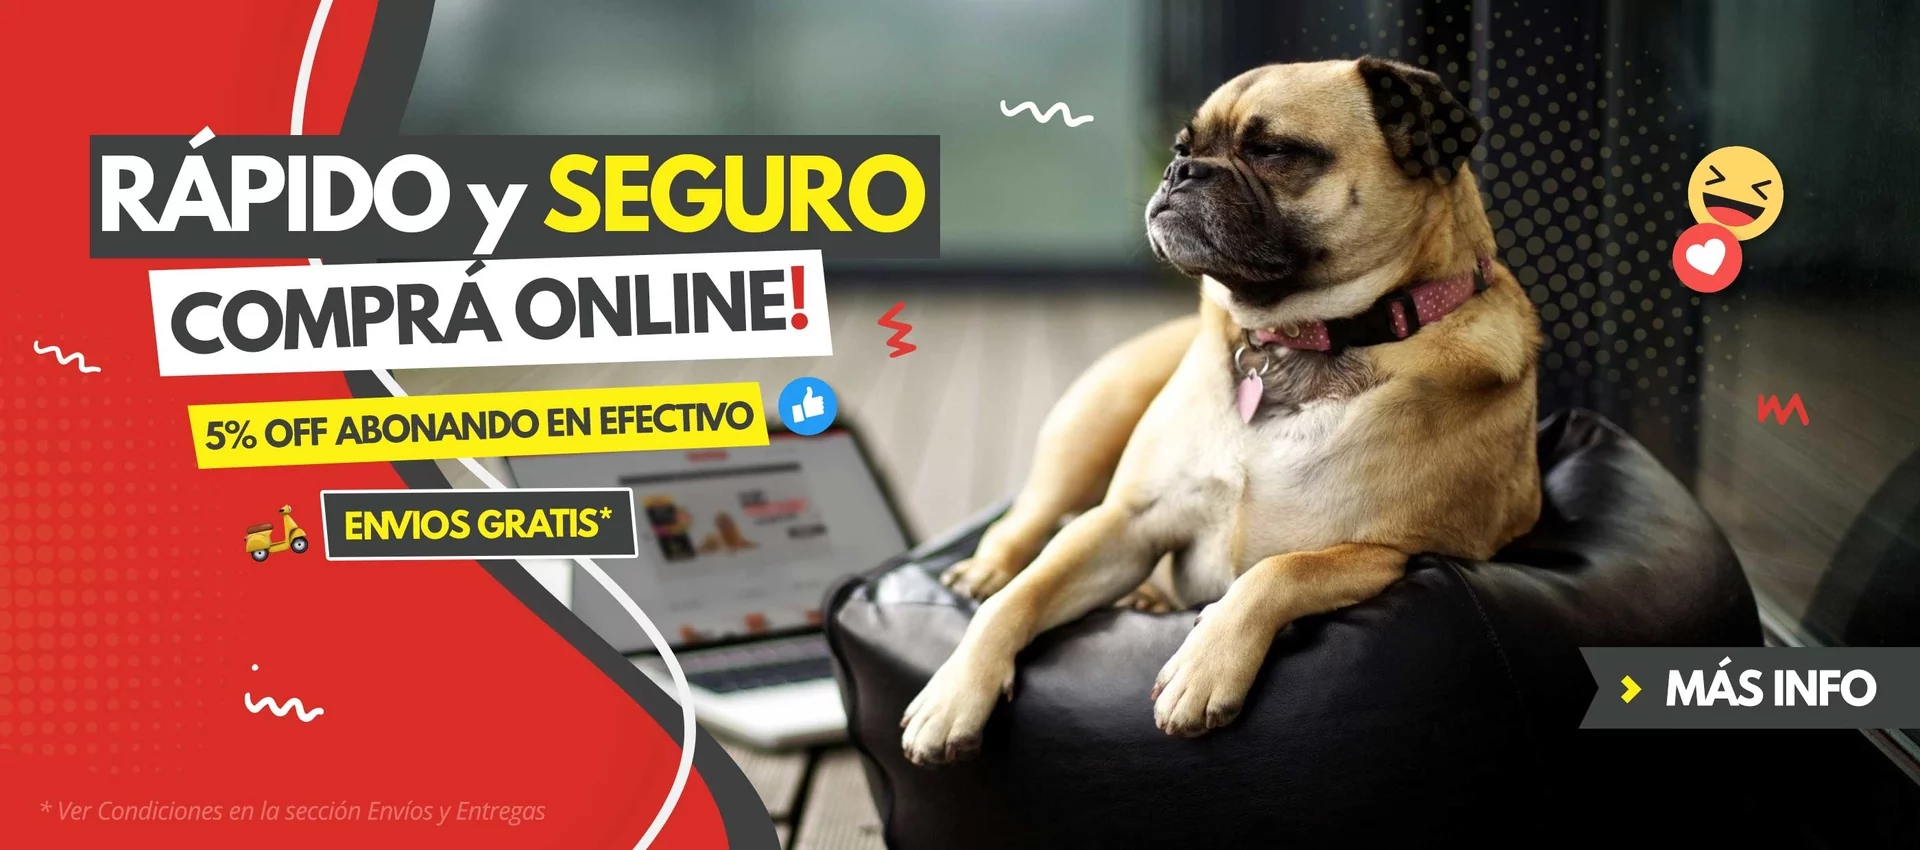 RÁPIDO y SEGURO
COMPRÁ ONLINE!
5% OFF ABONANDO EN EFECTIVO
ENVIOS GRATIS*
MÁS INFO
* Ver Condiciones en la sección Envíos y Entregas